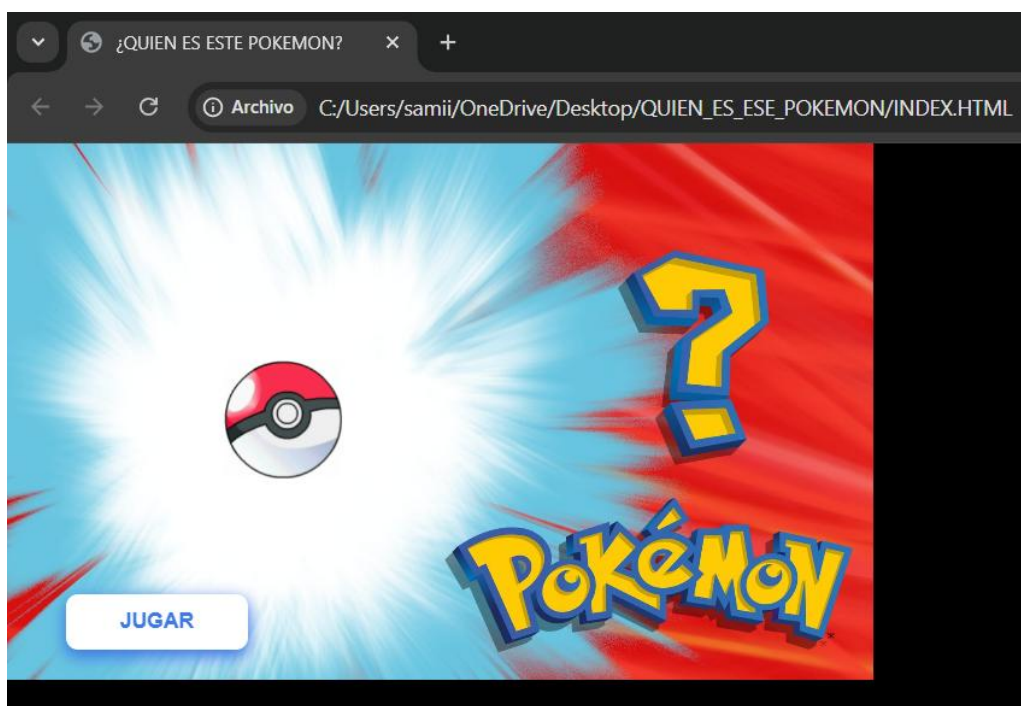 ¿QUIEN ES ESTE POKEMON?
Archivo C:/Users/samii/OneDrive/Desktop/QUIEN_ES_ESE_POKEMON/INDEX.HTML
?
POKéMON
JUGAR